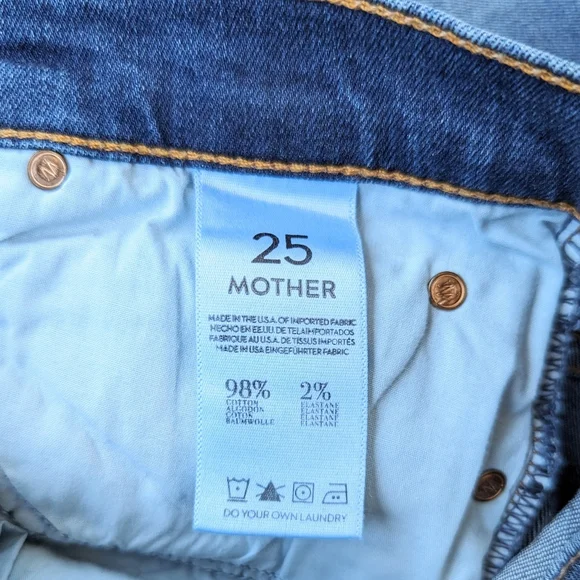 25
MOTHER
MADE IN THE U.S.A. OF IMPORTED FABRIC
HECHO EN EE.UU. DE TELA IMPORTADOS
FABRIQUE AU U.S.A. DE TISSUS IMPORTÉS
MADE IN USA EINGEFÜHRTER FABRIC
98% 2%
COTTON ELASTANE
ALGODON ELASTANE
COTON ELASTANE
BAUMWOLLE ELASTANE
DO YOUR OWN LAUNDRY
M
M
M